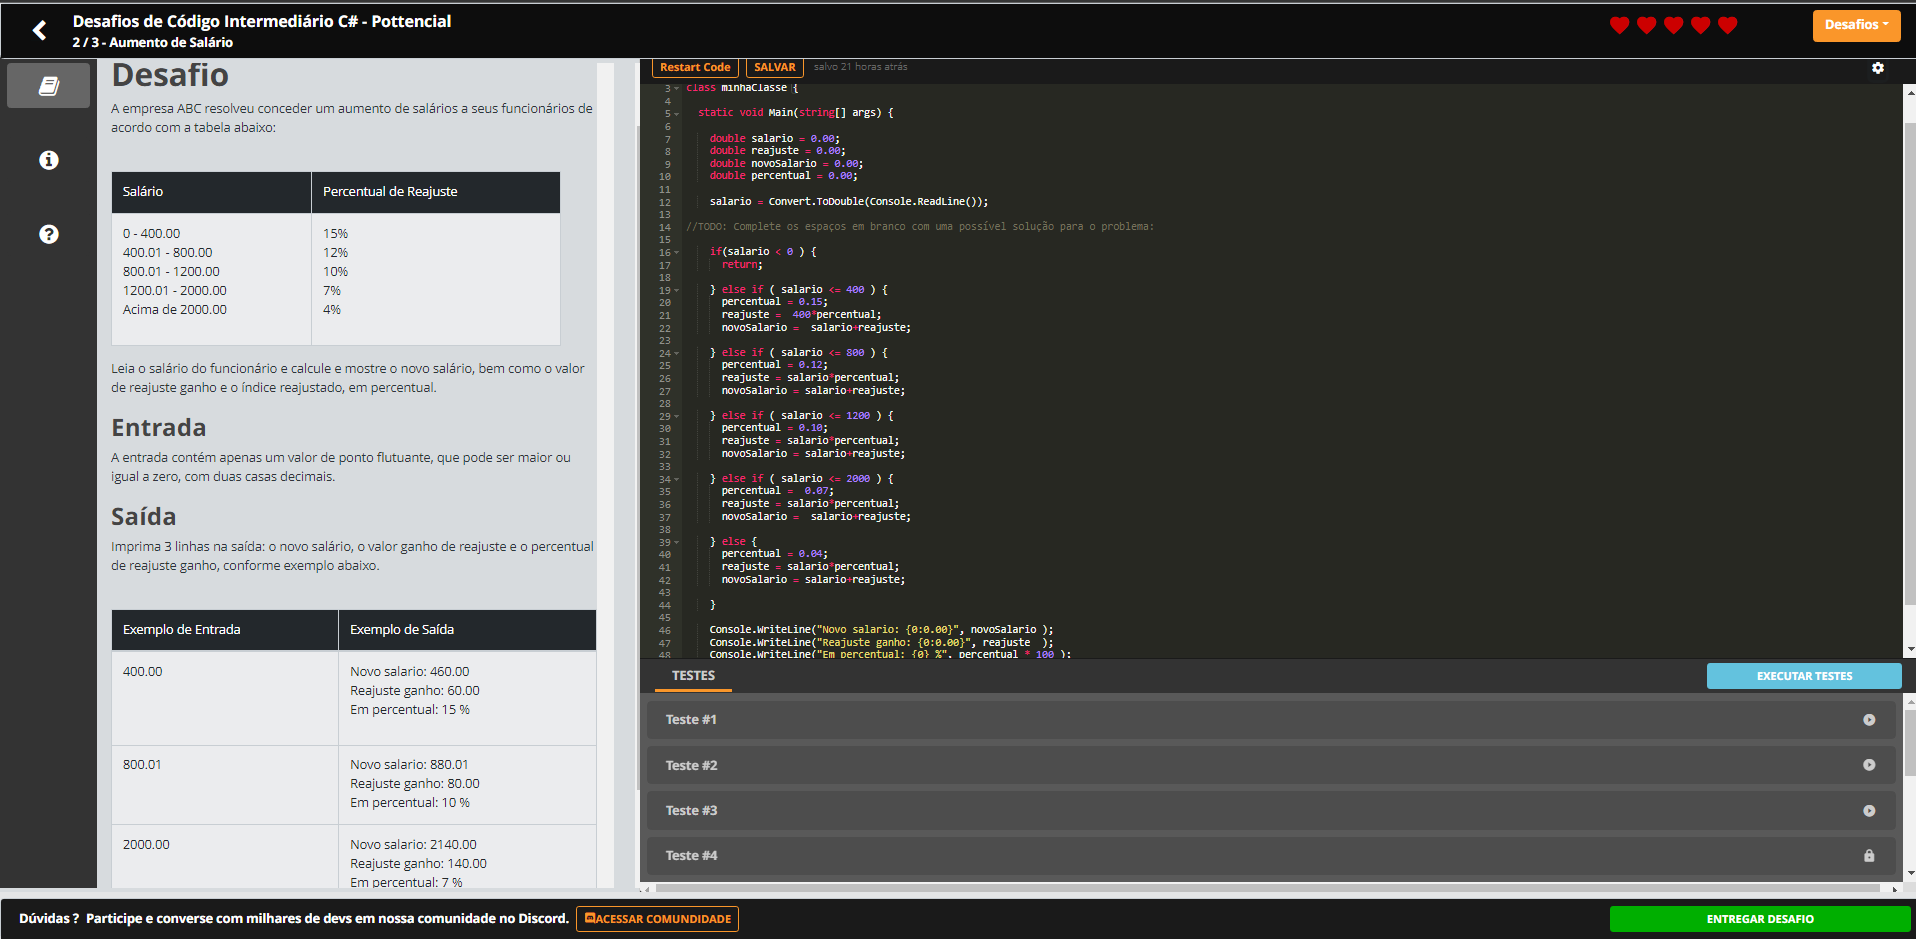 Desafios de Código Intermediário C# - Pottencial
2 / 3 - Aumento de Salário
Desafios
Desafio
A empresa ABC resolveu conceder um aumento de salários a seus funcionários de
acordo com a tabela abaixo:
Salário Percentual de Reajuste
0 - 400.00 15%
400.01 - 800.00 12%
800.01 - 1200.00 10%
1200.01 - 2000.00 7%
Acima de 2000.00 4%
Leia o salário do funcionário e calcule e mostre o novo salário, bem como o valor
de reajuste ganho e o índice reajustado, em percentual.
Entrada
A entrada contém apenas um valor de ponto flutuante, que pode ser maior ou
igual a zero, com duas casas decimais.
Saída
Imprima 3 linhas na saída: o novo salário, o valor ganho de reajuste e o percentual
de reajuste ganho, conforme exemplo abaixo.
Exemplo de Entrada Exemplo de Saída
400.00 Novo salario: 460.00
Reajuste ganho: 60.00
Em percentual: 15 %
800.01 Novo salario: 880.01
Reajuste ganho: 80.00
Em percentual: 10 %
2000.00 Novo salario: 2140.00
Reajuste ganho: 140.00
Em percentual: 7 %
Restart Code SALVAR salvo 21 horas atrás
3 class minhaClasse {
4
5 static void Main(string[] args) {
6
7 double salario = 0.00;
8 double reajuste = 0.00;
9 double novoSalario = 0.00;
10 double percentual = 0.00;
11
12 salario = Convert.ToDouble(Console.ReadLine());
13
14 //TODO: Complete os espaços em branco com uma possível solução para o problema:
15
16 if(salario < 0 ) {
17 return;
18
19 } else if ( salario <= 400 ) {
20 percentual = 0.15;
21 reajuste =  400*percentual;
22 novoSalario =  salario+reajuste;
23
24 } else if ( salario <= 800 ) {
25 percentual = 0.12;
26 reajuste = salario*percentual;
27 novoSalario = salario+reajuste;
28
29 } else if ( salario <= 1200 ) {
30 percentual = 0.10;
31 reajuste = salario*percentual;
32 novoSalario = salario+reajuste;
33
34 } else if ( salario <= 2000 ) {
35 percentual =  0.07;
36 reajuste = salario*percentual;
37 novoSalario =  salario+reajuste;
38
39 } else {
40 percentual = 0.04;
41 reajuste = salario*percentual;
42 novoSalario = salario+reajuste;
43
44 }
45
46 Console.WriteLine("Novo salario: {0:0.00}", novoSalario );
47 Console.WriteLine("Reajuste ganho: {0:0.00}", reajuste  );
48 Console.WriteLine("Em percentual: {0} %", percentual * 100 );
TESTES EXECUTAR TESTES
Teste #1
Teste #2
Teste #3
Teste #4
Dúvidas ? Participe e converse com milhares de devs em nossa comunidade no Discord. ACESSAR COMUNDIDADE ENTREGAR DESAFIO